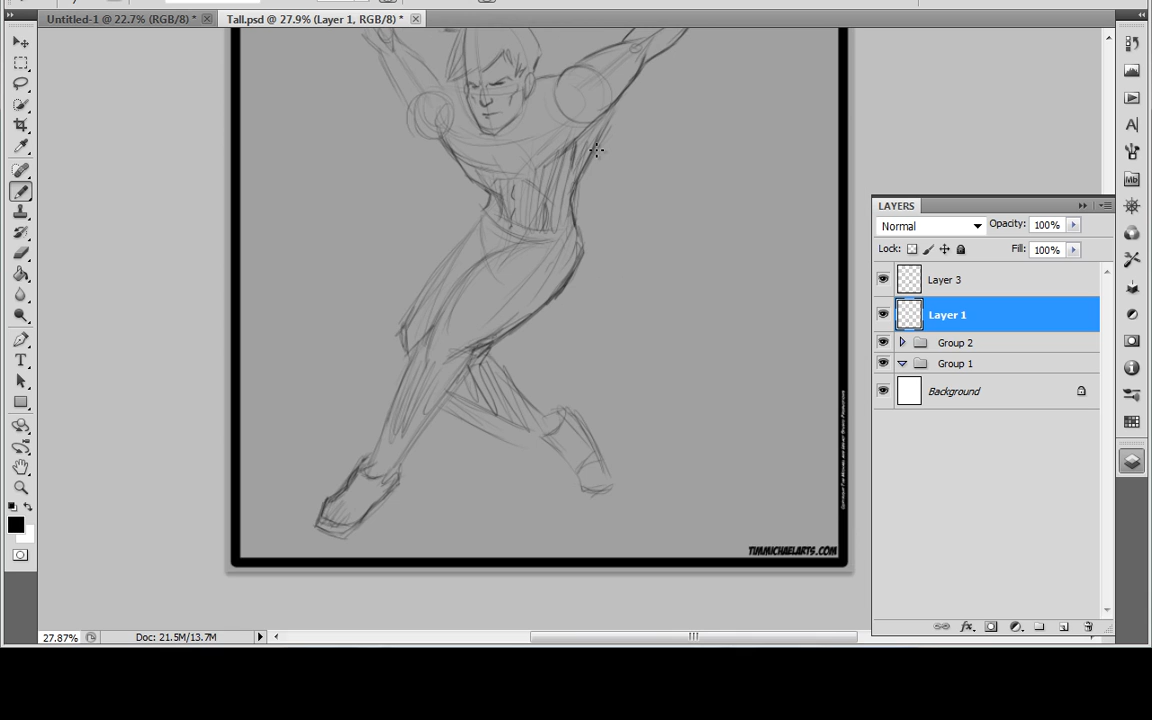 Untitled-1 @ 22.7% (RGB/8) *
Tall.psd @ 27.9% (Layer 1, RGB/8) *
LAYERS
Normal
Opacity: 100%
Lock:
Fill: 100%
Layer 3
Layer 1
Group 2
Group 1
Background
TIMMICHAELARTS.COM
27.87%
Doc: 21.5M/13.7M